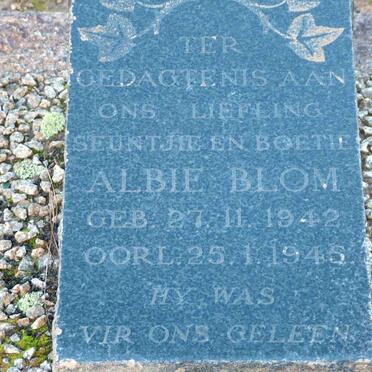 TER
GEDAGTENIS AAN
ONS LIEFLING
SEUNTJIE EN BOETIE
ALBIE BLOM
GEB. 27. 11. 1942
OORL. 25. 1. 1945
HY WAS
VIR ONS GELEEN